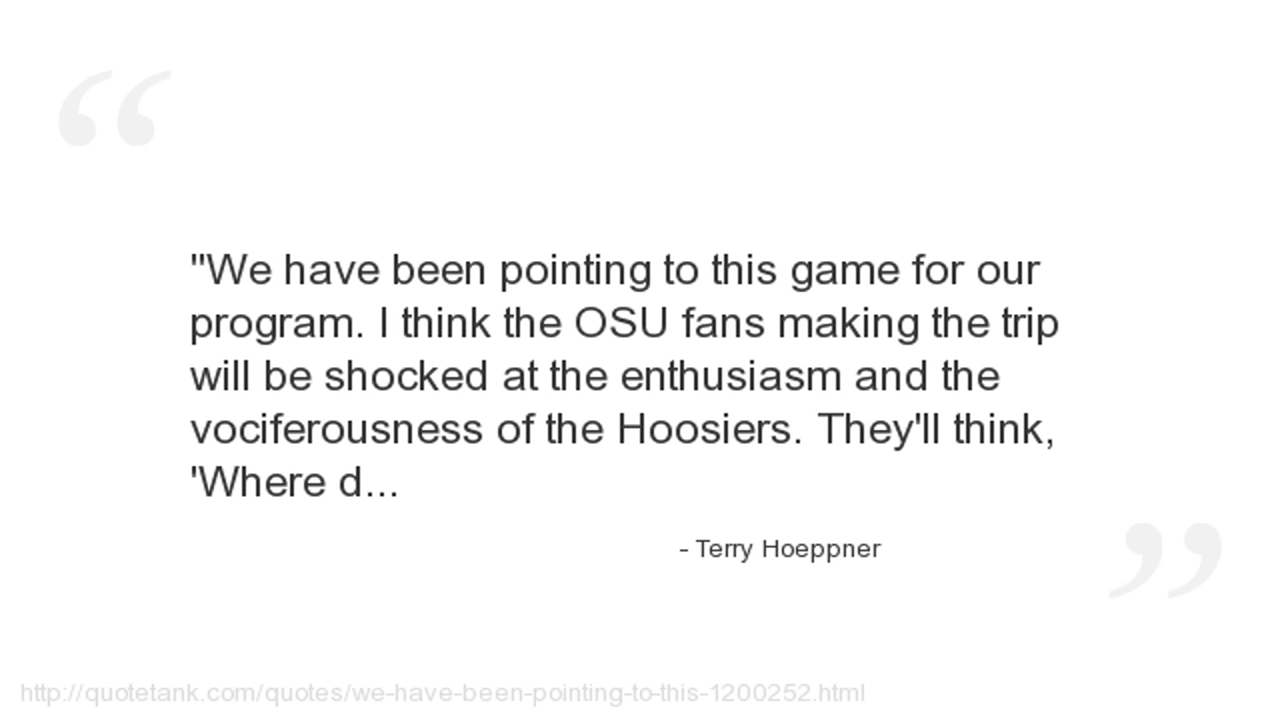 "We have been pointing to this game for our
program. I think the OSU fans making the trip
will be shocked at the enthusiasm and the
vociferousness of the Hoosiers. They'll think,
'Where d...
- Terry Hoeppner
http://quotetank.com/quotes/we-have-been-pointing-to-this-1200252.html